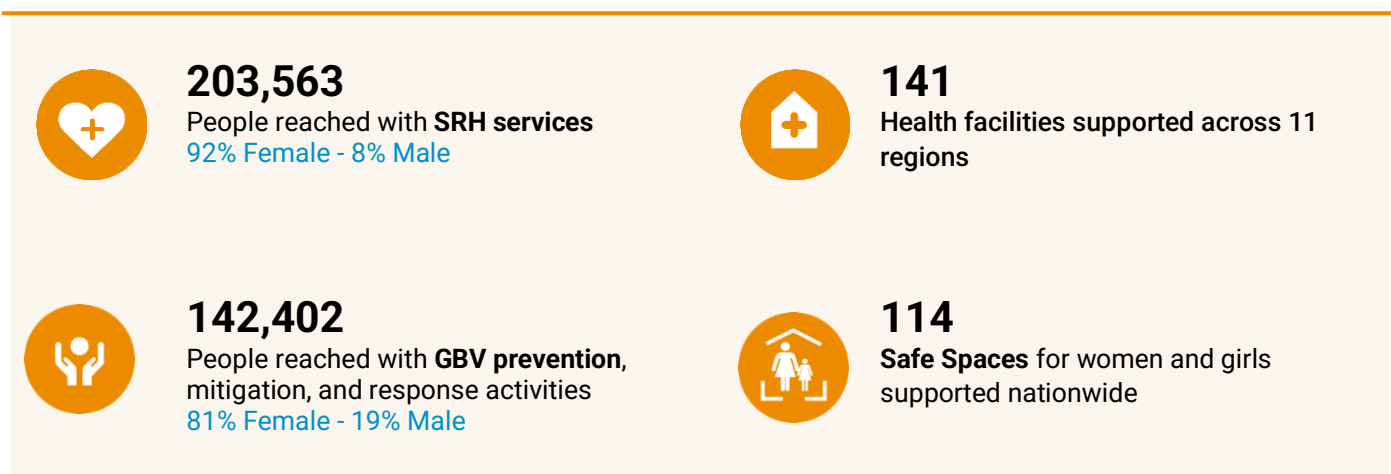 203,563
People reached with SRH services
92% Female - 8% Male
141
Health facilities supported across 11
regions
142,402
People reached with GBV prevention,
mitigation, and response activities
81% Female - 19% Male
114
Safe Spaces for women and girls
supported nationwide